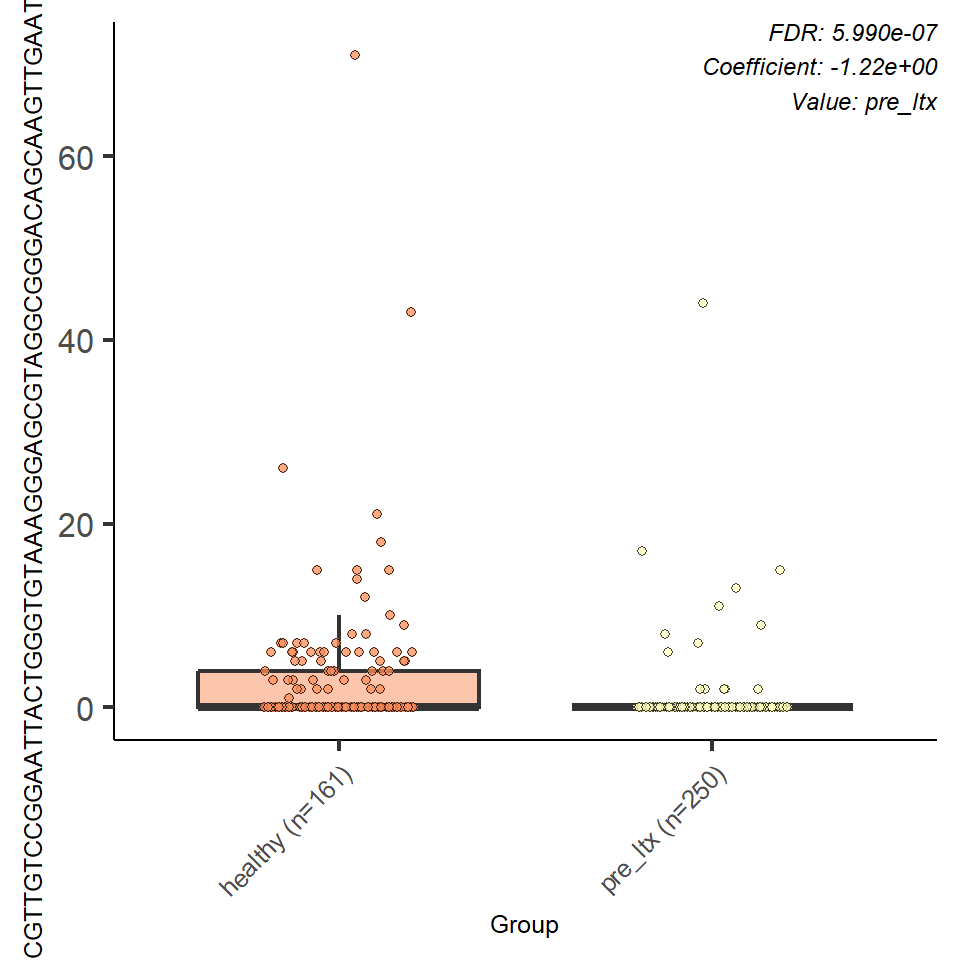 FDR: 5.990e-07
Coefficient: -1.22e+00
Value: pre_ltx
CGTTGTCCGGAATTACTGGGTGTAAAGGGAGCGTAGGCGGGACAGCAAGTTGAAT
60
40
20
0
healthy (n=161)
pre_ltx (n=250)
Group